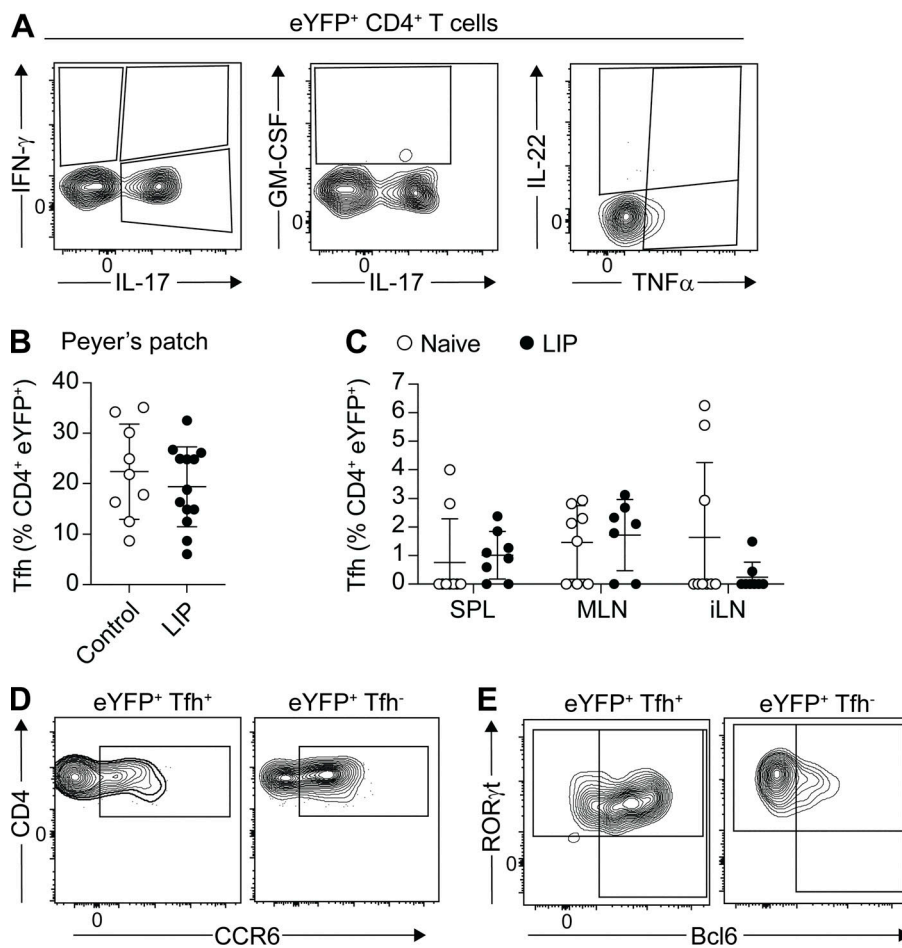 A
eYFP⁺ CD4⁺ T cells
IFN-γ
0
0
IL-17
GM-CSF
0
0
IL-17
IL-22
0
0
TNFα
B Peyer's patch
Tfh (% CD4⁺ eYFP⁺)
40
30
20
10
0
Control
LIP
C Naive LIP
Tfh (% CD4⁺ eYFP⁺)
7
6
5
4
3
2
1
0
SPL MLN iLN
D
eYFP⁺ Tfh⁺ eYFP⁺ Tfh⁻
CD4
0
0
CCR6
E
eYFP⁺ Tfh⁺ eYFP⁺ Tfh⁻
RORγt
0
0
Bcl6